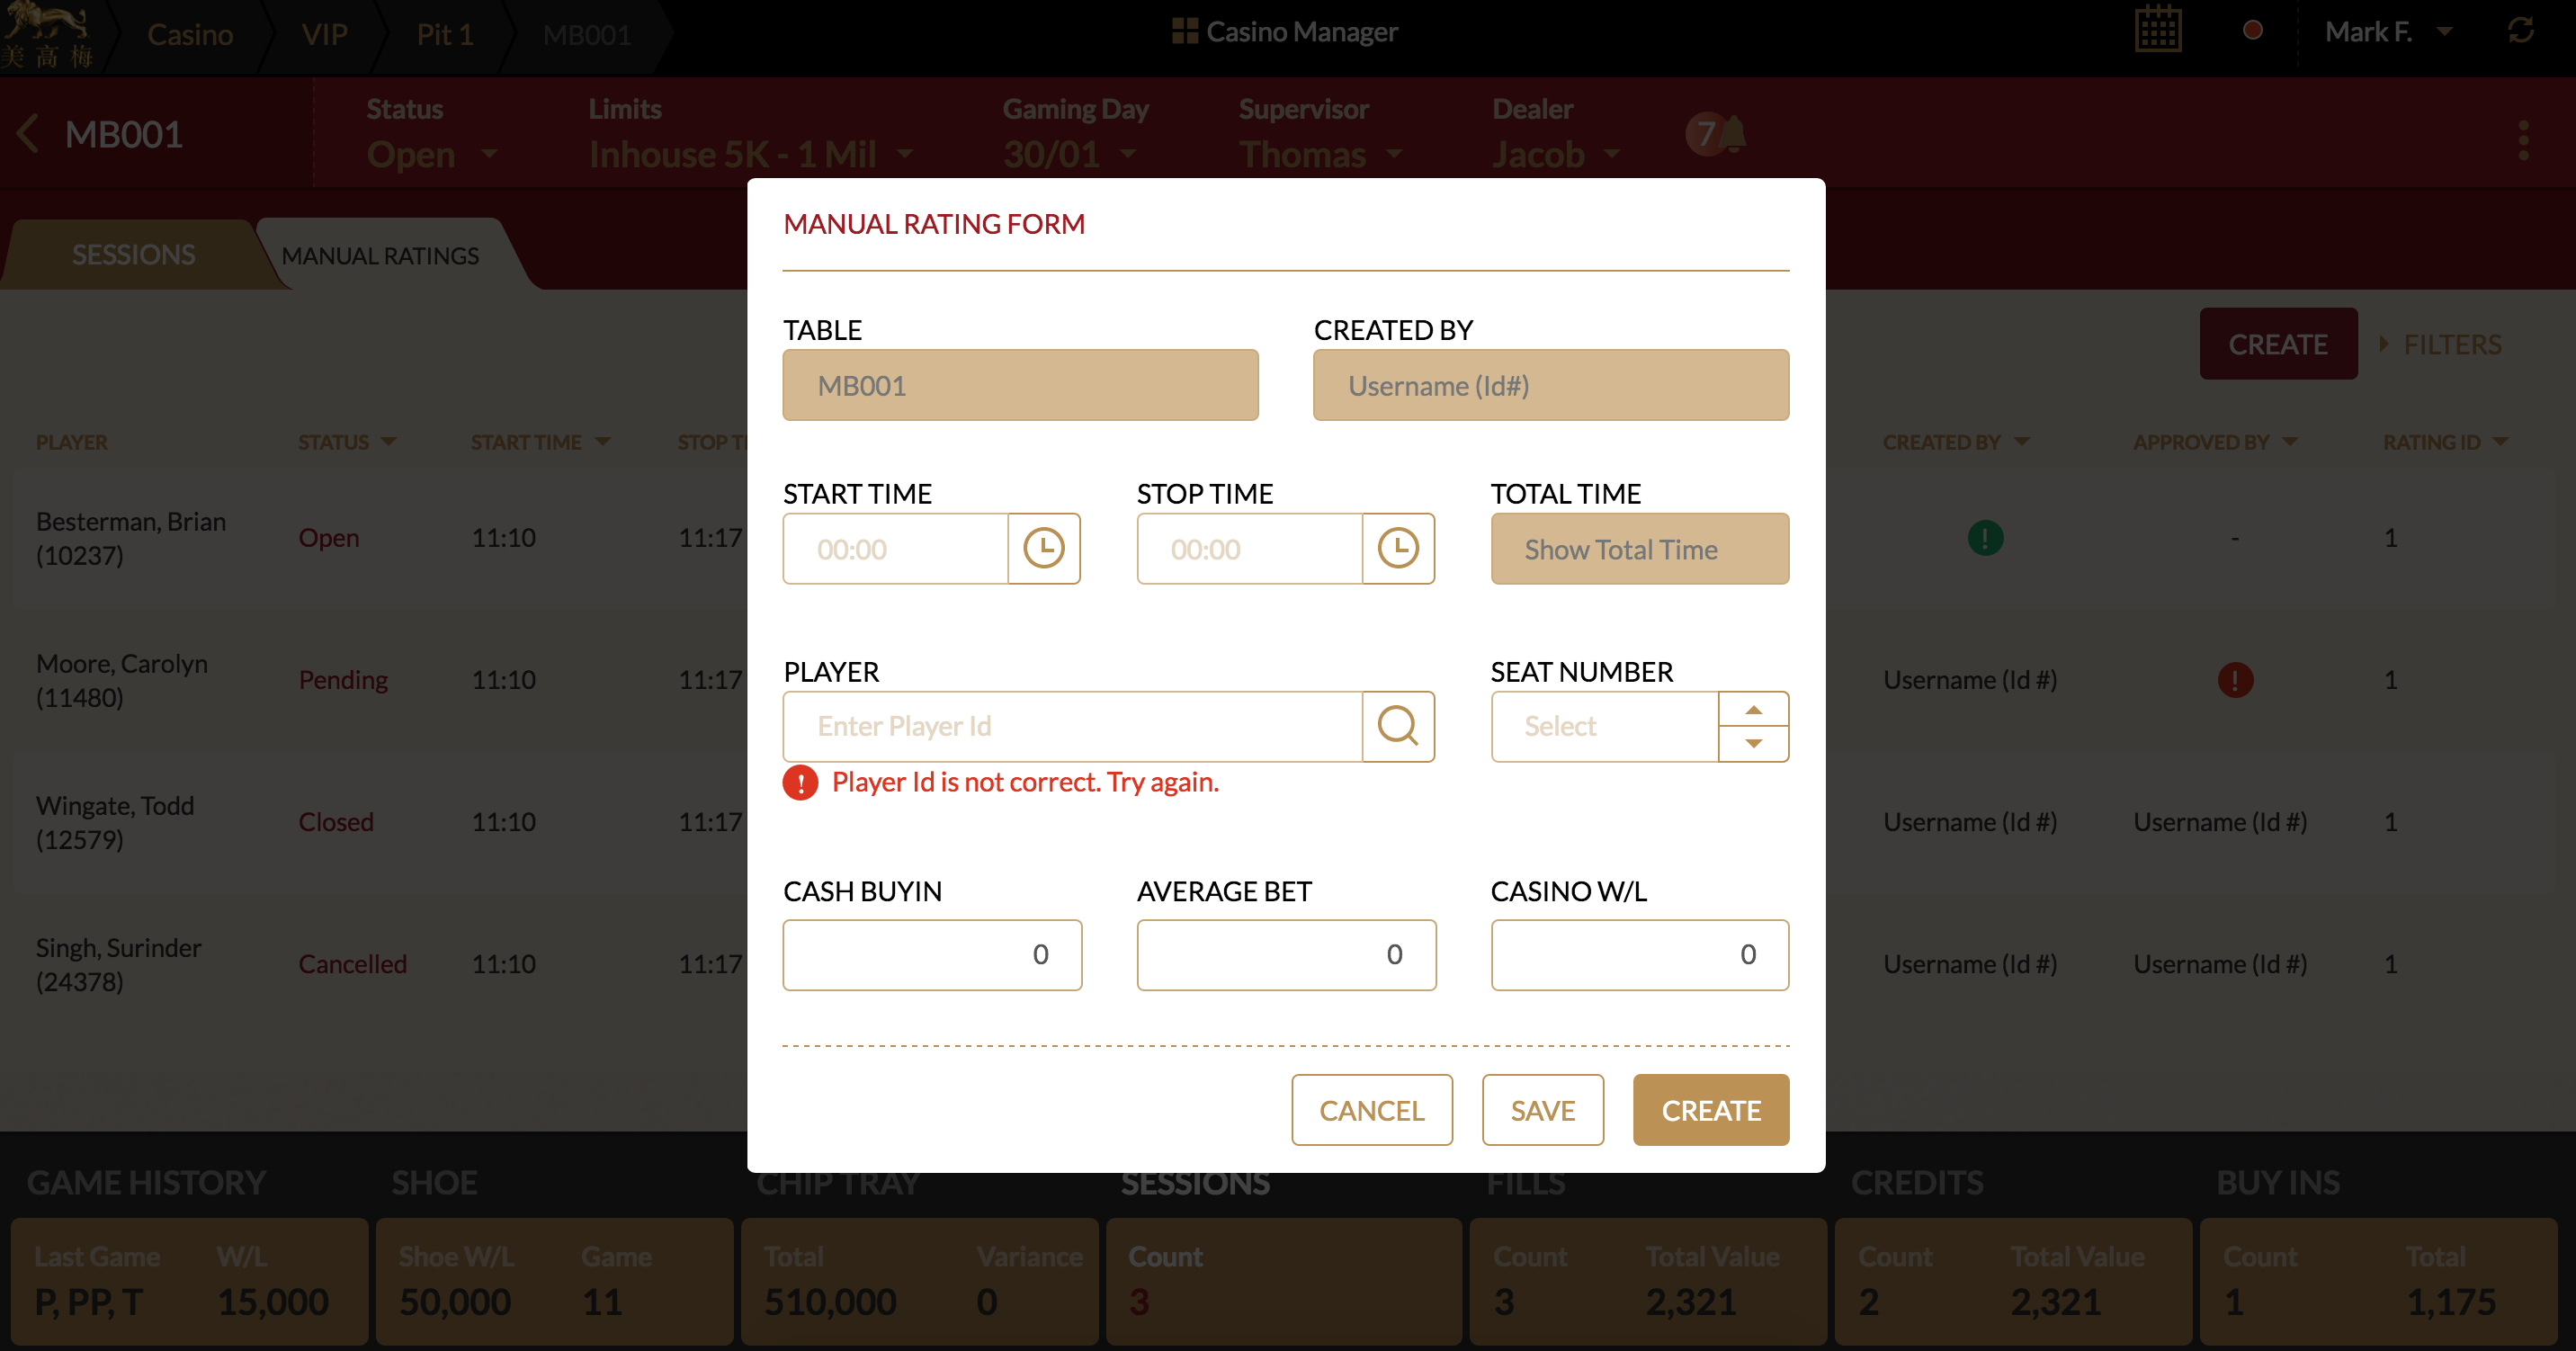 美高梅
Casino
VIP
Pit 1
MB001
Casino Manager
Mark F.
MB001
Status
Open
Limits
Inhouse 5K - 1 Mil
Gaming Day
30/01
Supervisor
Thomas
Dealer
Jacob
7
SESSIONS
MANUAL RATINGS
CREATE
FILTERS
PLAYER
STATUS
START TIME
STOP TI
CREATED BY
APPROVED BY
RATING ID
Besterman, Brian
(10237)
Open
11:10
11:17
-
1
Moore, Carolyn
(11480)
Pending
11:10
11:17
Username (Id #)
1
Wingate, Todd
(12579)
Closed
11:10
11:17
Username (Id #)
Username (Id #)
1
Singh, Surinder
(24378)
Cancelled
11:10
11:17
Username (Id #)
Username (Id #)
1
MANUAL RATING FORM
TABLE
MB001
CREATED BY
Username (Id#)
START TIME
00:00
STOP TIME
00:00
TOTAL TIME
Show Total Time
PLAYER
Enter Player Id
SEAT NUMBER
Select
Player Id is not correct. Try again.
CASH BUYIN
0
AVERAGE BET
0
CASINO W/L
0
CANCEL
SAVE
CREATE
GAME HISTORY
Last Game
P, PP, T
W/L
15,000
SHOE
Shoe W/L
50,000
Game
11
CHIP TRAY
Total
510,000
Variance
0
SESSIONS
Count
3
FILLS
Count
3
Total Value
2,321
CREDITS
Count
2
Total Value
2,321
BUY INS
Count
1
Total
1,175